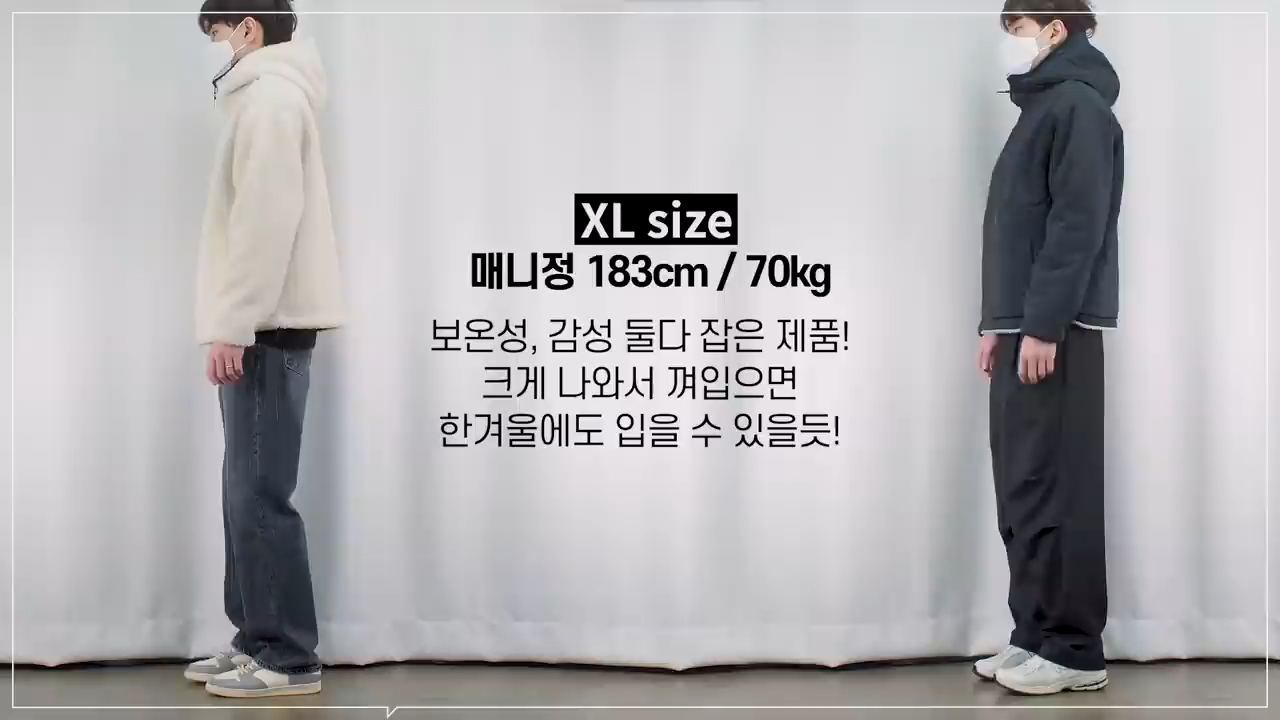 XL size
매니정 183cm / 70kg
보온성, 감성 둘다 잡은 제품!
크게 나와서 껴입으면
한겨울에도 입을 수 있을듯!